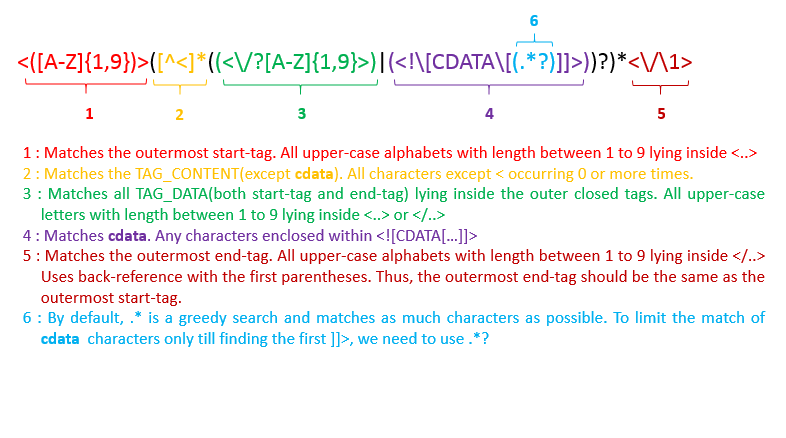 6
<([A-Z]{1,9})>([^<]*((<\/?[A-Z]{1,9}>)|(<!\[CDATA\[(.*?)]]>))?)*<\/\1>
1 2 3 4 5
1 : Matches the outermost start-tag. All upper-case alphabets with length between 1 to 9 lying inside <..>
2 : Matches the TAG_CONTENT(except cdata). All characters except < occurring 0 or more times.
3 : Matches all TAG_DATA(both start-tag and end-tag) lying inside the outer closed tags. All upper-case
letters with length between 1 to 9 lying inside <..> or </..>
4 : Matches cdata. Any characters enclosed within <![CDATA[...]]>
5 : Matches the outermost end-tag. All upper-case alphabets with length between 1 to 9 lying inside </..>
Uses back-reference with the first parentheses. Thus, the outermost end-tag should be the same as the
outermost start-tag.
6 : By default, .* is a greedy search and matches as much characters as possible. To limit the match of
cdata characters only till finding the first ]]>, we need to use .*?